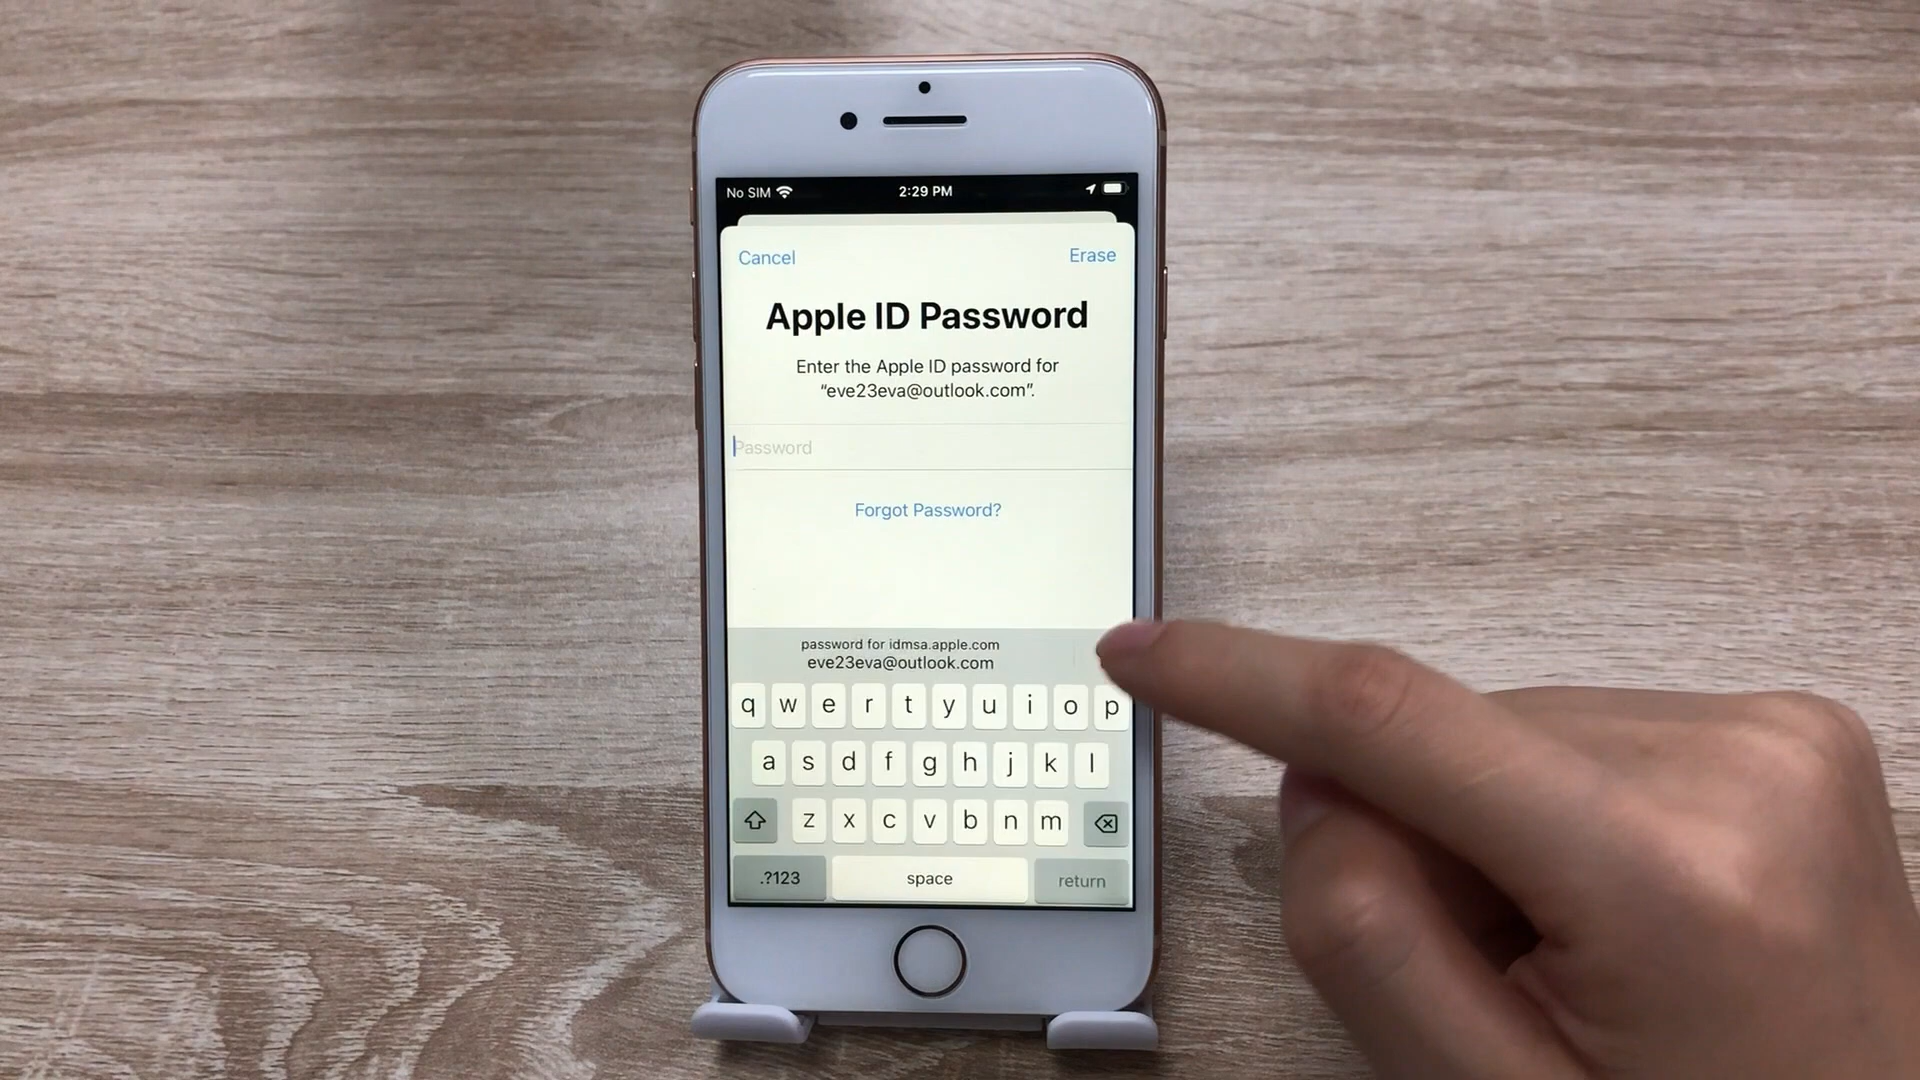 No SIM 2:29 PM
Cancel Erase
Apple ID Password
Enter the Apple ID password for
“eve23eva@outlook.com”.
Password
Forgot Password?
password for idmsa.apple.com
eve23eva@outlook.com
q w e r t y u i o p
a s d f g h j k l
z x c v b n m
.?123 space return